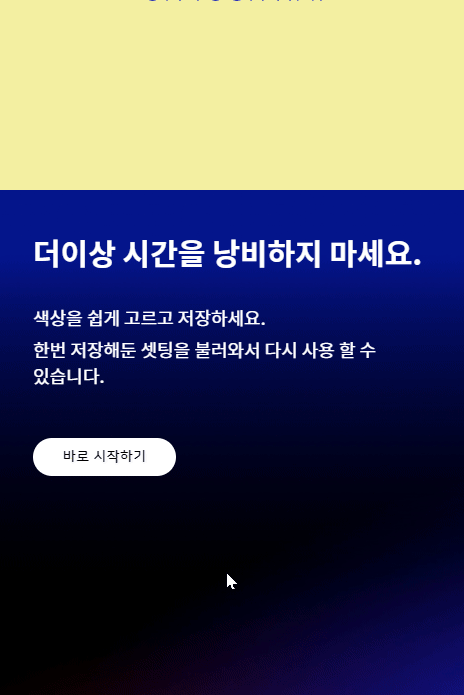 더이상 시간을 낭비하지 마세요.
색상을 쉽게 고르고 저장하세요.
한번 저장해둔 셋팅을 불러와서 다시 사용 할 수
있습니다.
바로 시작하기